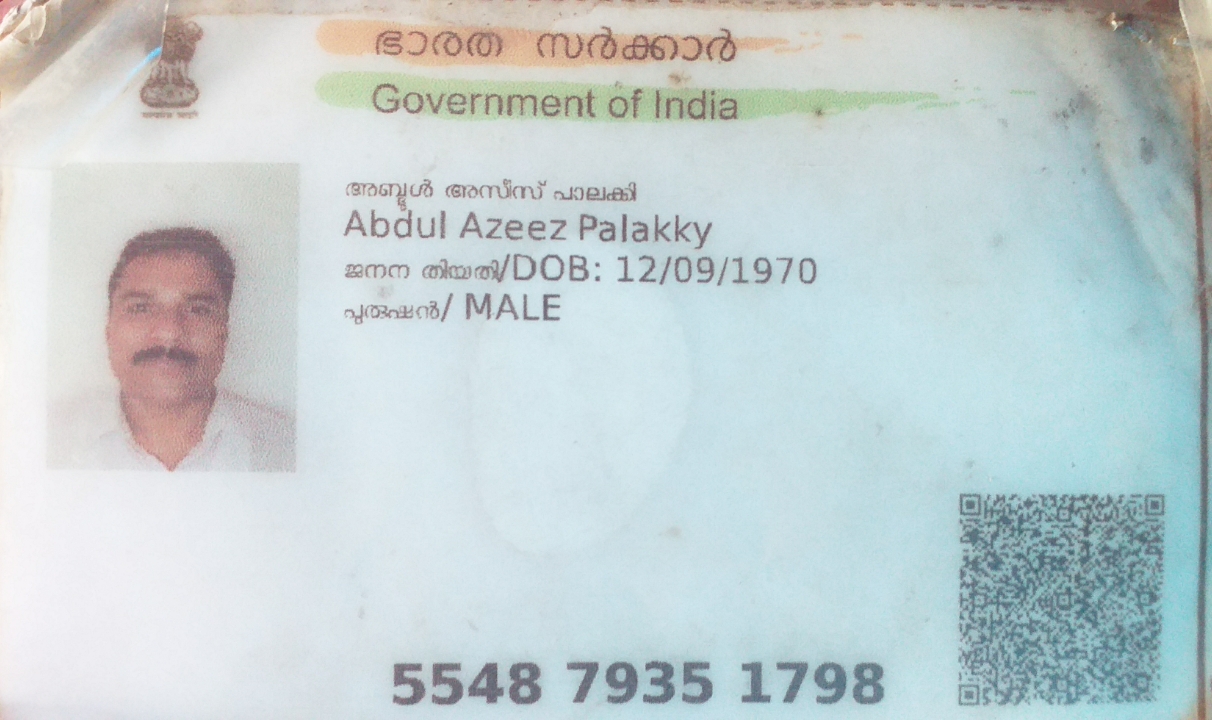 ഭാരത സർക്കാർ
Government of India
അബ്ദുൾ അസീസ് പാലക്കി
Abdul Azeez Palakky
ജനന തിയതി/DOB: 12/09/1970
പുരുഷൻ/ MALE
5548 7935 1798